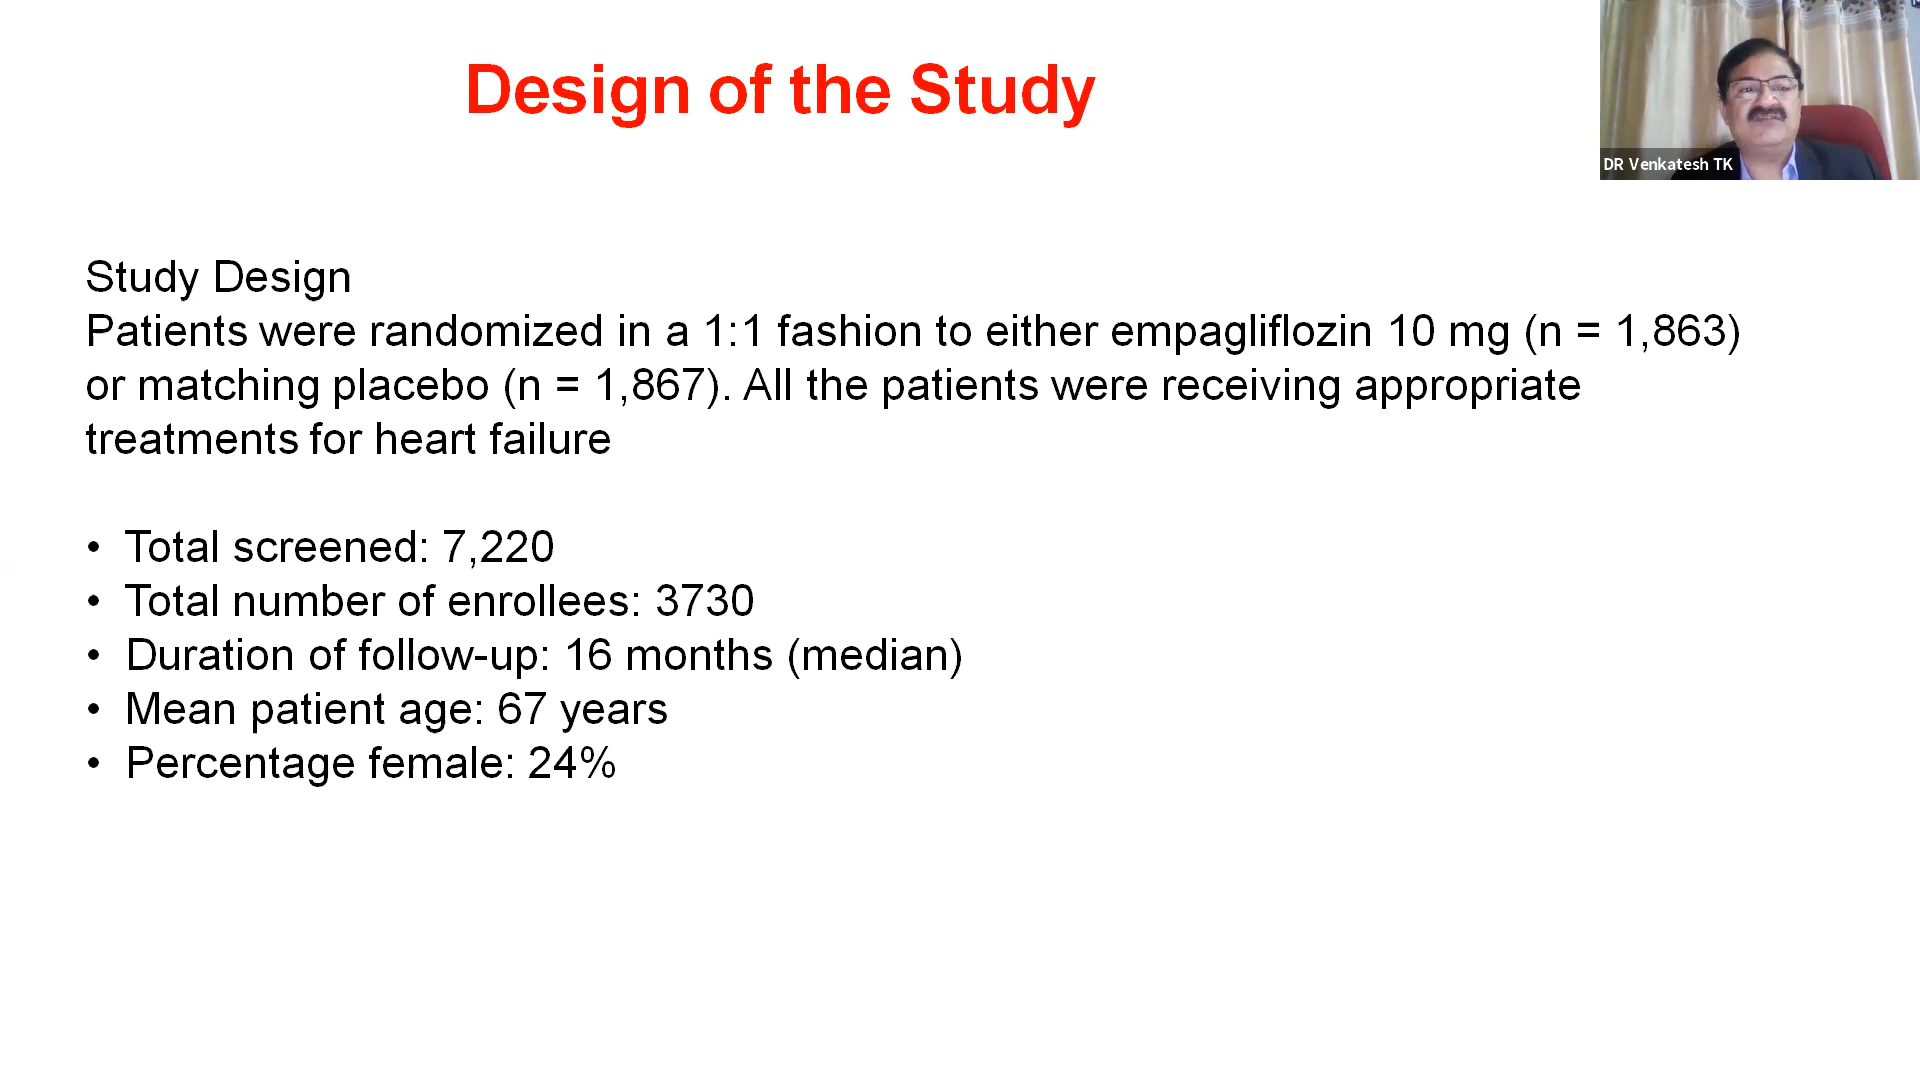 Design of the Study
DR Venkatesh TK
Study Design
Patients were randomized in a 1:1 fashion to either empagliflozin 10 mg (n = 1,863)
or matching placebo (n = 1,867). All the patients were receiving appropriate
treatments for heart failure
• Total screened: 7,220
• Total number of enrollees: 3730
• Duration of follow-up: 16 months (median)
• Mean patient age: 67 years
• Percentage female: 24%